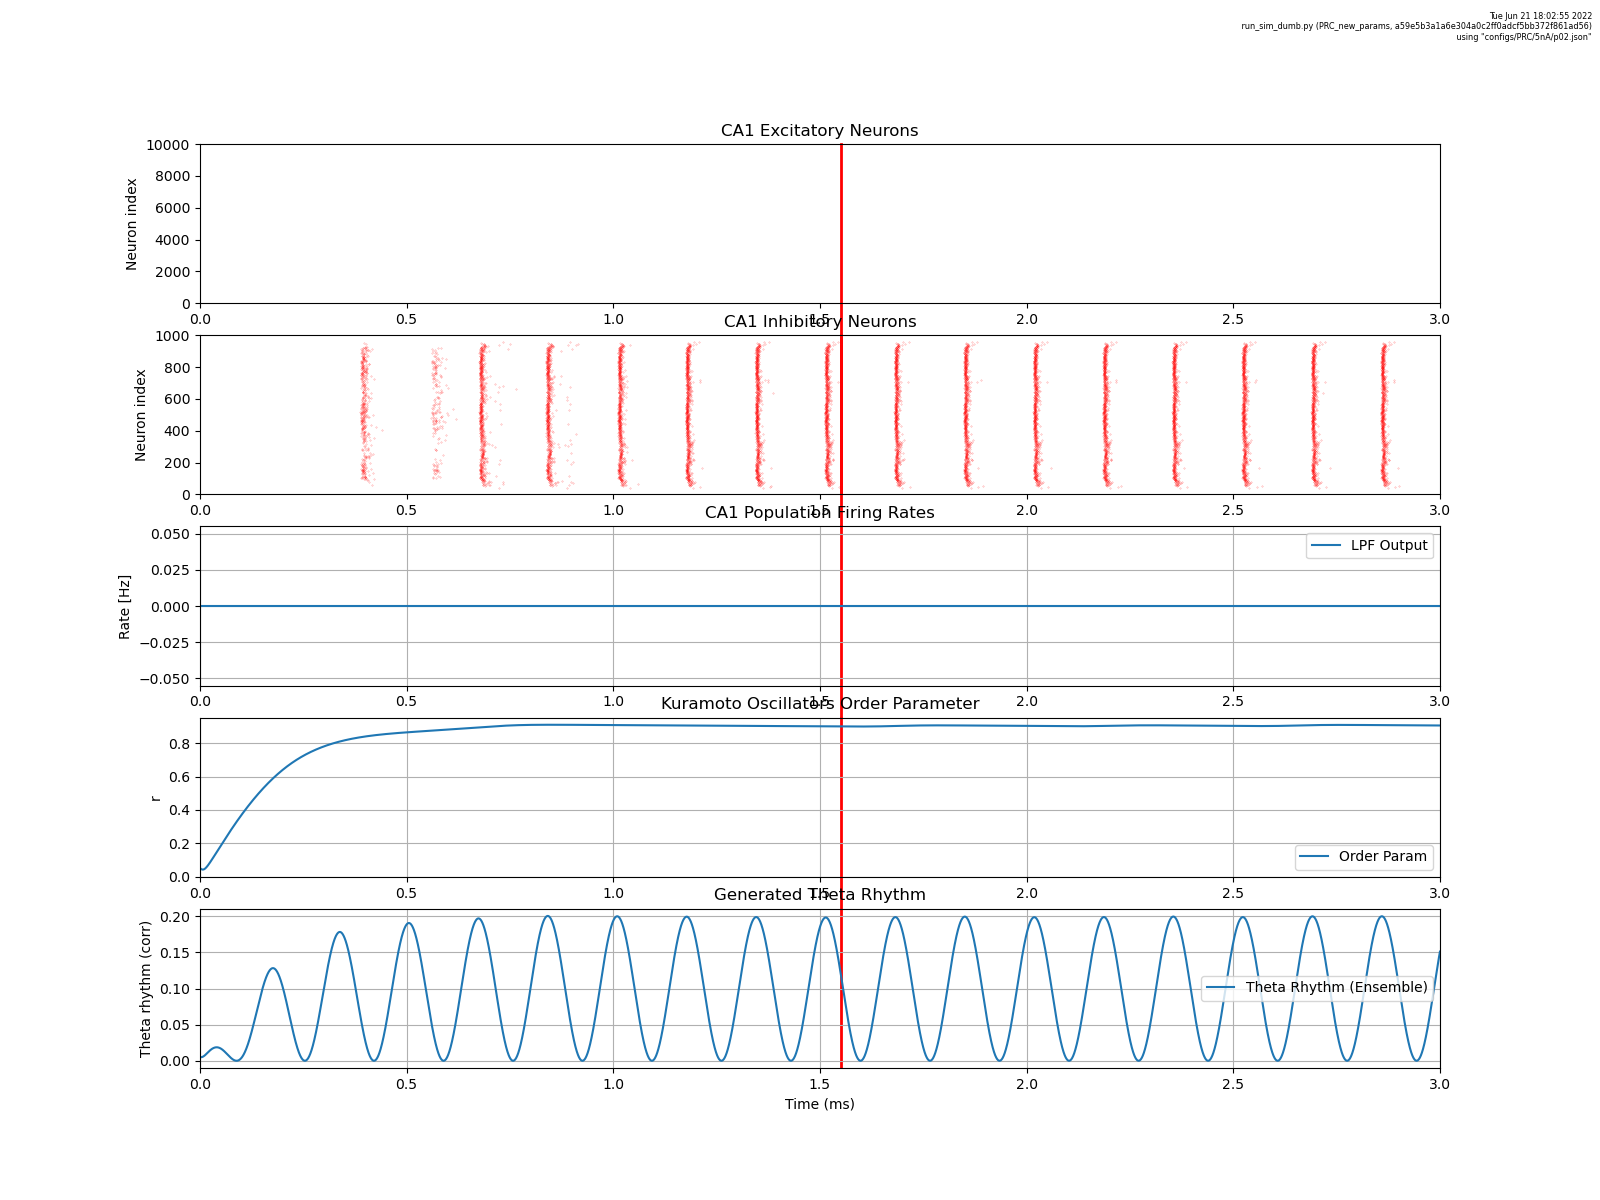 Tue Jun 21 18:02:55 2022
run_sim_dumb.py (PRC_new_params, a59e5b3a1a6e304a0c2ff0adcf5bb372f861ad56)
using "configs/PRC/5nA/p02.json"
CA1 Excitatory Neurons
10000
8000
6000
4000
2000
0
Neuron index
0.0 0.5 1.0 1.5 2.0 2.5 3.0
CA1 Inhibitory Neurons
1000
800
600
400
200
0
Neuron index
0.0 0.5 1.0 1.5 2.0 2.5 3.0
CA1 Population Firing Rates
0.050
0.025
0.000
−0.025
−0.050
Rate [Hz]
LPF Output
0.0 0.5 1.0 1.5 2.0 2.5 3.0
Kuramoto Oscillators Order Parameter
0.8
0.6
0.4
0.2
0.0
r
Order Param
0.0 0.5 1.0 1.5 2.0 2.5 3.0
Generated Theta Rhythm
0.20
0.15
0.10
0.05
0.00
Theta rhythm (corr)
Theta Rhythm (Ensemble)
0.0 0.5 1.0 1.5 2.0 2.5 3.0
Time (ms)